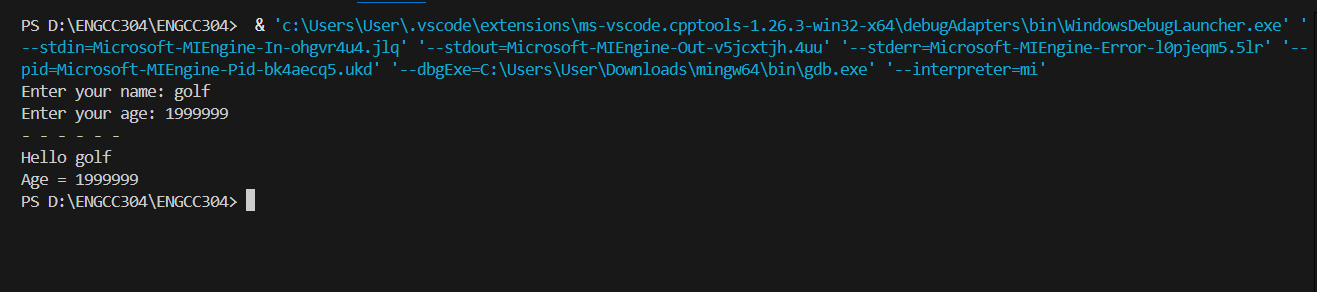 PS D:\ENGCC304\ENGCC304>  & 'c:\Users\User\.vscode\extensions\ms-vscode.cpptools-1.26.3-win32-x64\debugAdapters\bin\WindowsDebugLauncher.exe' '
--stdin=Microsoft-MIEngine-In-ohgvr4u4.jlq' '--stdout=Microsoft-MIEngine-Out-v5jcxtjh.4uu' '--stderr=Microsoft-MIEngine-Error-l0pjeqm5.5lr' '--
pid=Microsoft-MIEngine-Pid-bk4aecq5.ukd' '--dbgExe=C:\Users\User\Downloads\mingw64\bin\gdb.exe' '--interpreter=mi'
Enter your name: golf
Enter your age: 1999999
- - - - - -
Hello golf
Age = 1999999
PS D:\ENGCC304\ENGCC304>